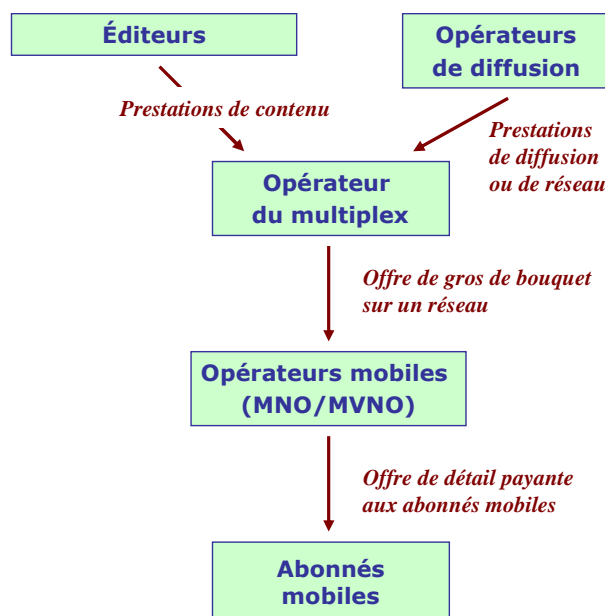 Éditeurs
Opérateurs
de diffusion
Prestations de contenu
Prestations
de diffusion
ou de réseau
Opérateur
du multiplex
Offre de gros de bouquet
sur un réseau
Opérateurs mobiles
(MNO/MVNO)
Offre de détail payante
aux abonnés mobiles
Abonnés
mobiles